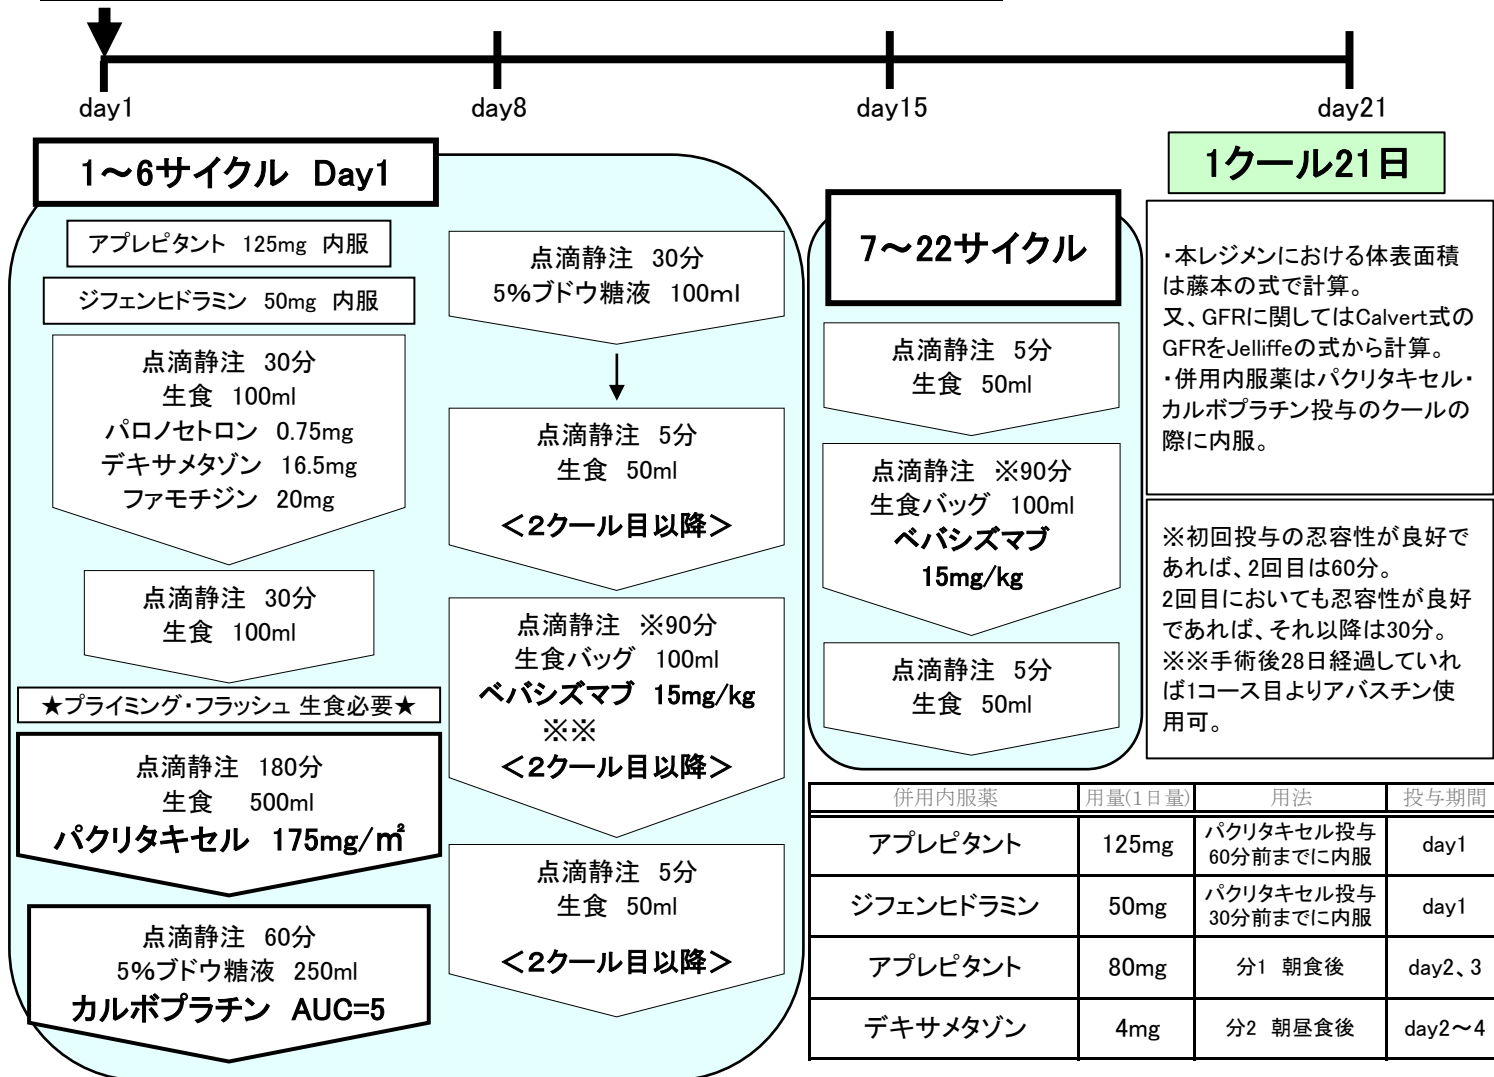 day1
day8
day15
day21
1～6サイクル Day1
アプレピタント 125mg 内服
ジフェンヒドラミン 50mg 内服
点滴静注 30分
生食 100ml
パロノセトロン 0.75mg
デキサメタゾン 16.5mg
ファモチジン 20mg
点滴静注 30分
生食 100ml
★プライミング・フラッシュ 生食必要★
点滴静注 180分
生食 500ml
パクリタキセル 175mg/㎡
点滴静注 60分
5%ブドウ糖液 250ml
カルボプラチン AUC=5
点滴静注 30分
5%ブドウ糖液 100ml
点滴静注 5分
生食 50ml
＜2クール目以降＞
点滴静注 ※90分
生食バッグ 100ml
ベバシズマブ 15mg/kg
※※
＜2クール目以降＞
点滴静注 5分
生食 50ml
＜2クール目以降＞
7～22サイクル
点滴静注 5分
生食 50ml
点滴静注 ※90分
生食バッグ 100ml
ベバシズマブ
15mg/kg
点滴静注 5分
生食 50ml
1クール21日
・本レジメンにおける体表面積
は藤本の式で計算。
又、GFRに関してはCalvert式の
GFRをJelliffeの式から計算。
・併用内服薬はパクリタキセル・
カルボプラチン投与のクールの
際に内服。
※初回投与の忍容性が良好で
あれば、2回目は60分。
2回目においても忍容性が良好
であれば、それ以降は30分。
※※手術後28日経過していれ
ば1コース目よりアバスチン使
用可。
併用内服薬 用量(1日量) 用法 投与期間
アプレピタント 125mg パクリタキセル投与 day1
60分前までに内服
ジフェンヒドラミン 50mg パクリタキセル投与 day1
30分前までに内服
アプレピタント 80mg 分1 朝食後 day2、3
デキサメタゾン 4mg 分2 朝昼食後 day2～4